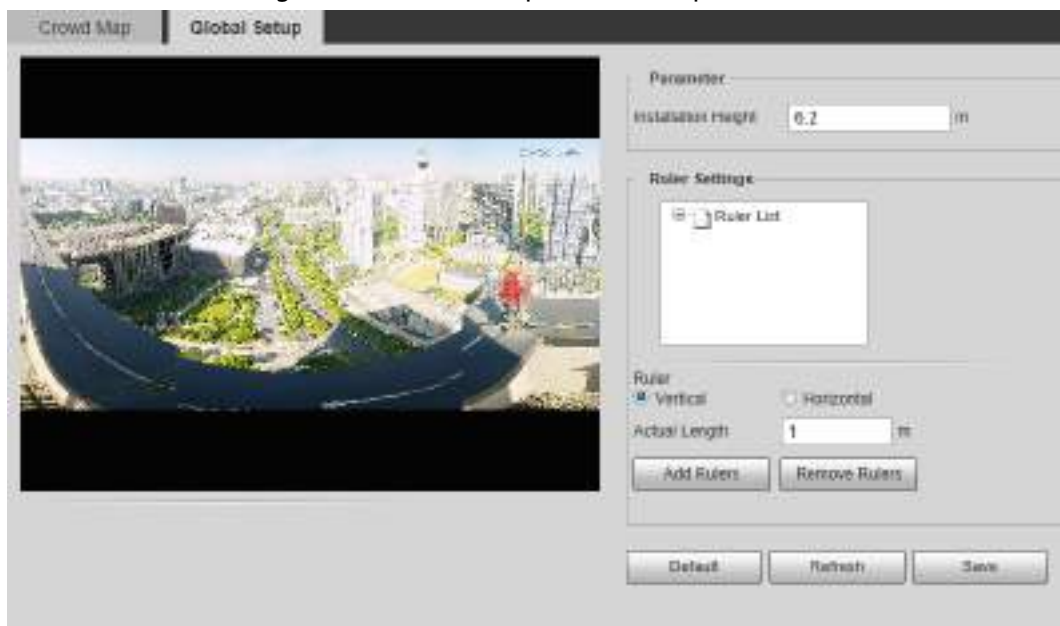 Crowd Map
Global Setup
Parameter
Installation Height 6.2 m
Ruler Settings
Ruler List
Ruler
Vertical Horizontal
Actual Length 1 m
Add Rulers Remove Rulers
Default Refresh Save